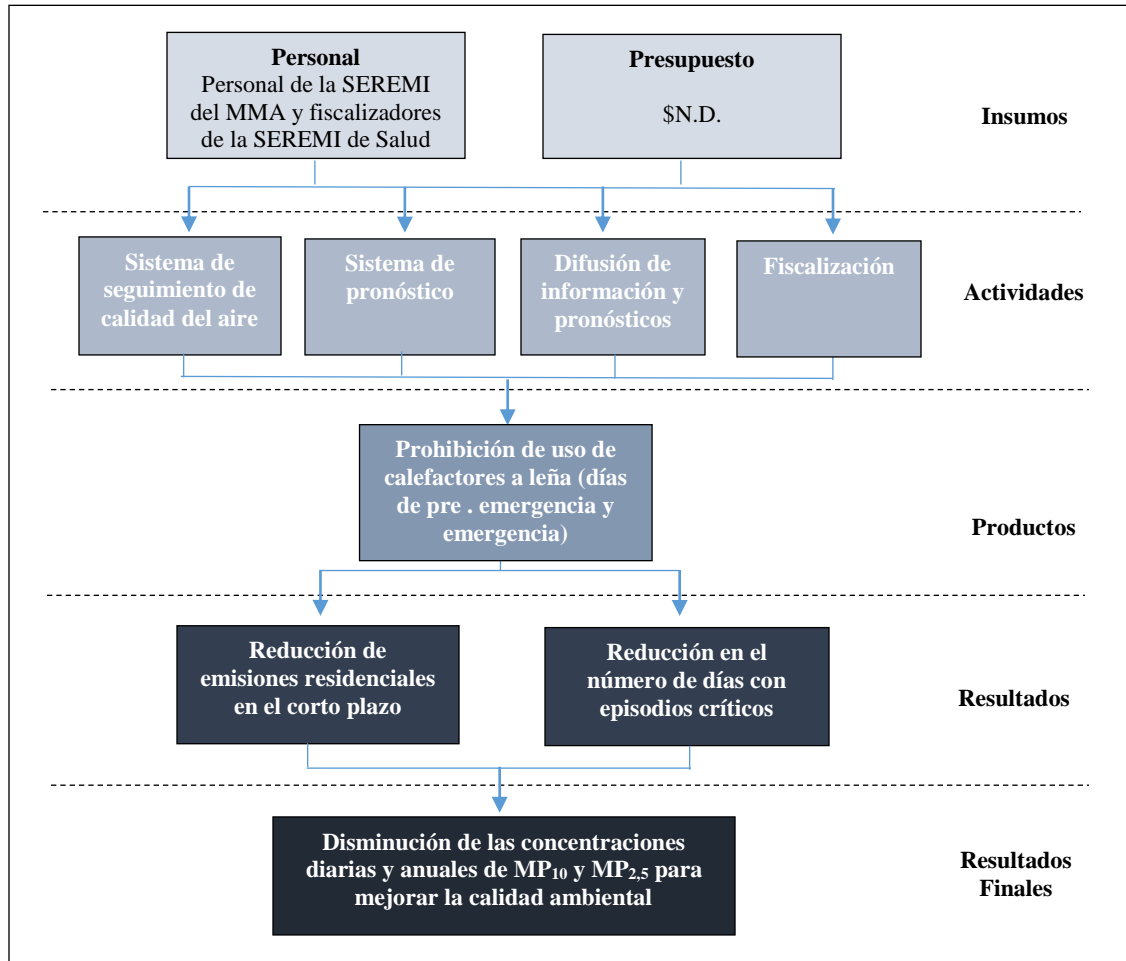 Personal
Personal de la SEREMI
del MMA y fiscalizadores
de la SEREMI de Salud
Presupuesto
$N.D.
Insumos
Sistema de
seguimiento de
calidad del aire
Sistema de
pronóstico
Difusión de
información y
pronósticos
Fiscalización
Actividades
Prohibición de uso de
calefactores a leña (días
de pre . emergencia y
emergencia)
Productos
Reducción de
emisiones residenciales
en el corto plazo
Reducción en el
número de días con
episodios críticos
Resultados
Disminución de las concentraciones
diarias y anuales de MP₁₀ y MP₂,₅ para
mejorar la calidad ambiental
Resultados
Finales